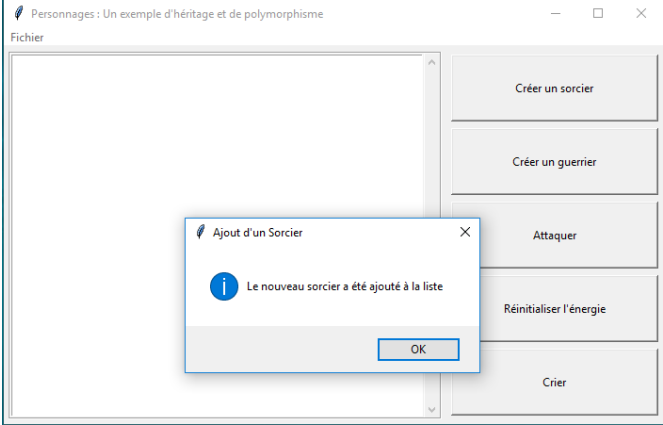 Personnages : Un exemple d'héritage et de polymorphisme
Fichier
Créer un sorcier
Créer un guerrier
Attaquer
Réinitialiser l'énergie
Crier
Ajout d'un Sorcier
Le nouveau sorcier a été ajouté à la liste
OK